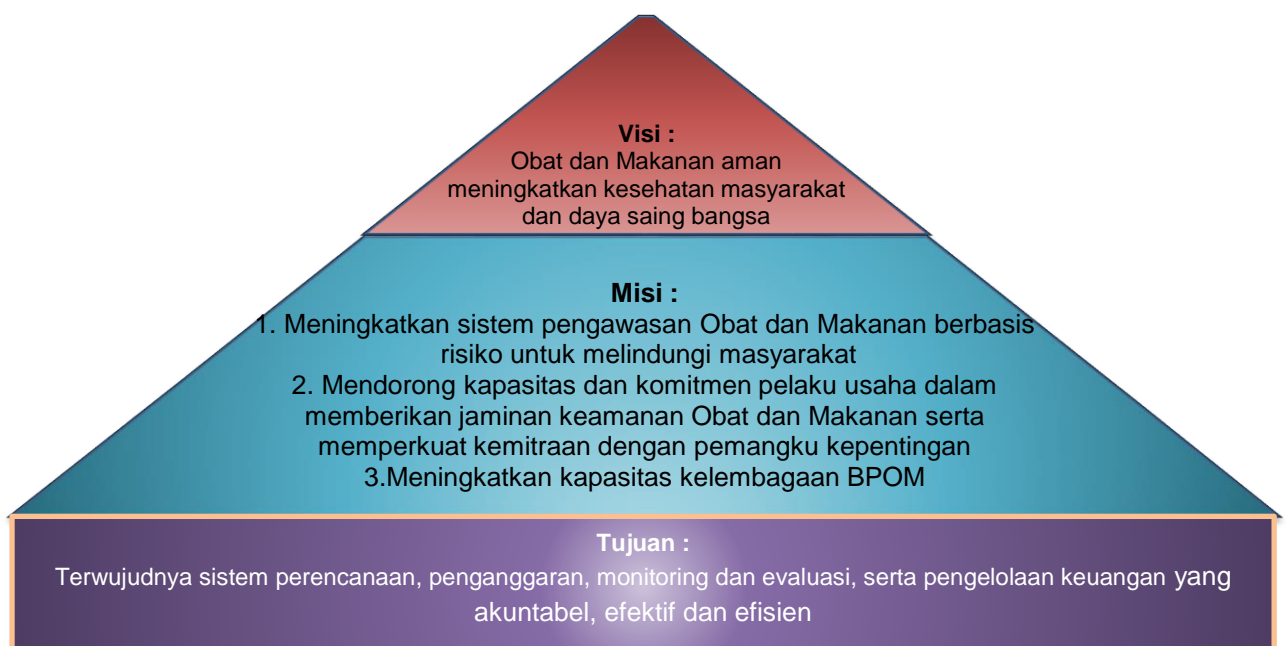 Visi :
Obat dan Makanan aman
meningkatkan kesehatan masyarakat
dan daya saing bangsa
Misi :
1. Meningkatkan sistem pengawasan Obat dan Makanan berbasis
risiko untuk melindungi masyarakat
2. Mendorong kapasitas dan komitmen pelaku usaha dalam
memberikan jaminan keamanan Obat dan Makanan serta
memperkuat kemitraan dengan pemangku kepentingan
3.Meningkatkan kapasitas kelembagaan BPOM
Tujuan :
Terwujudnya sistem perencanaan, penganggaran, monitoring dan evaluasi, serta pengelolaan keuangan yang
akuntabel, efektif dan efisien